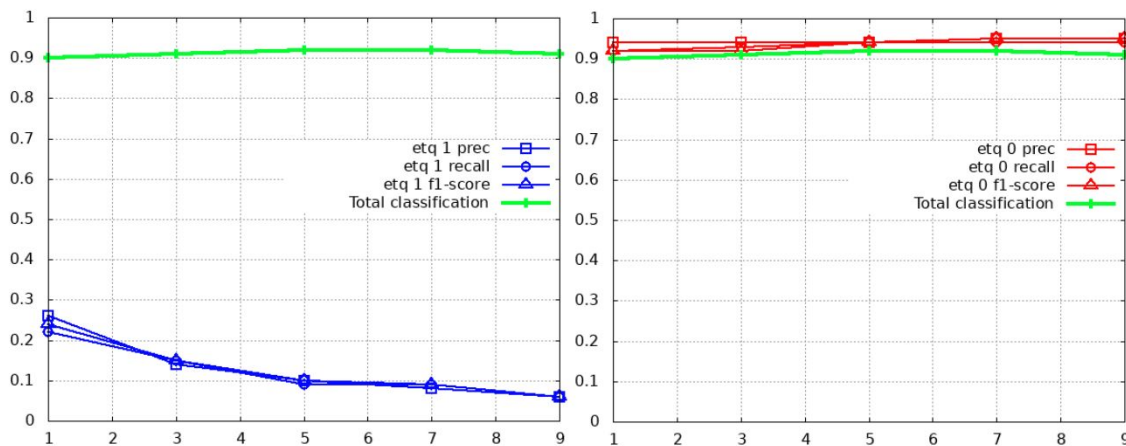 1
0.9
0.8
0.7
0.6
0.5
0.4
0.3
0.2
0.1
0
etq 1 prec
etq 1 recall
etq 1 f1-score
Total classification
1 2 3 4 5 6 7 8 9
1
0.9
0.8
0.7
0.6
0.5
0.4
0.3
0.2
0.1
0
etq 0 prec
etq 0 recall
etq 0 f1-score
Total classification
1 2 3 4 5 6 7 8 9